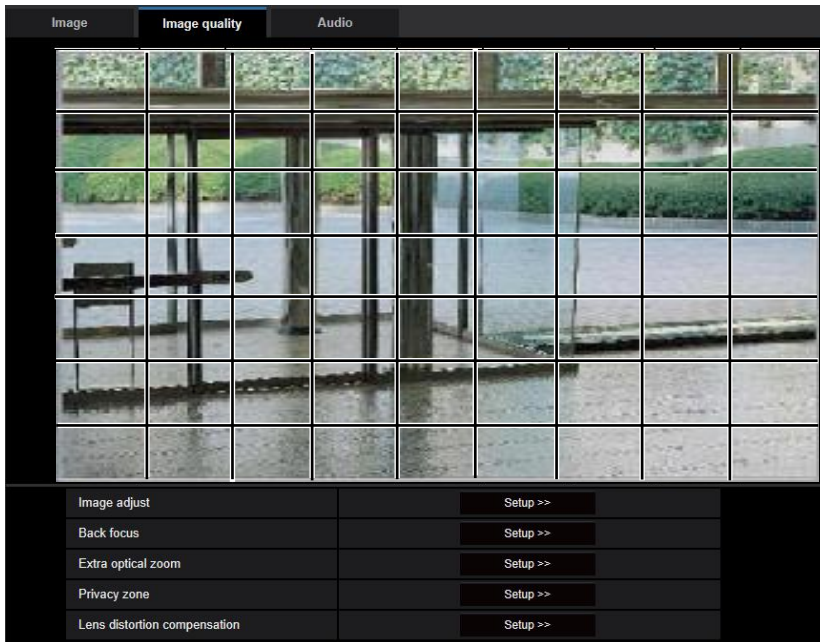 Image Image quality Audio
Image adjust Setup >>
Back focus Setup >>
Extra optical zoom Setup >>
Privacy zone Setup >>
Lens distortion compensation Setup >>